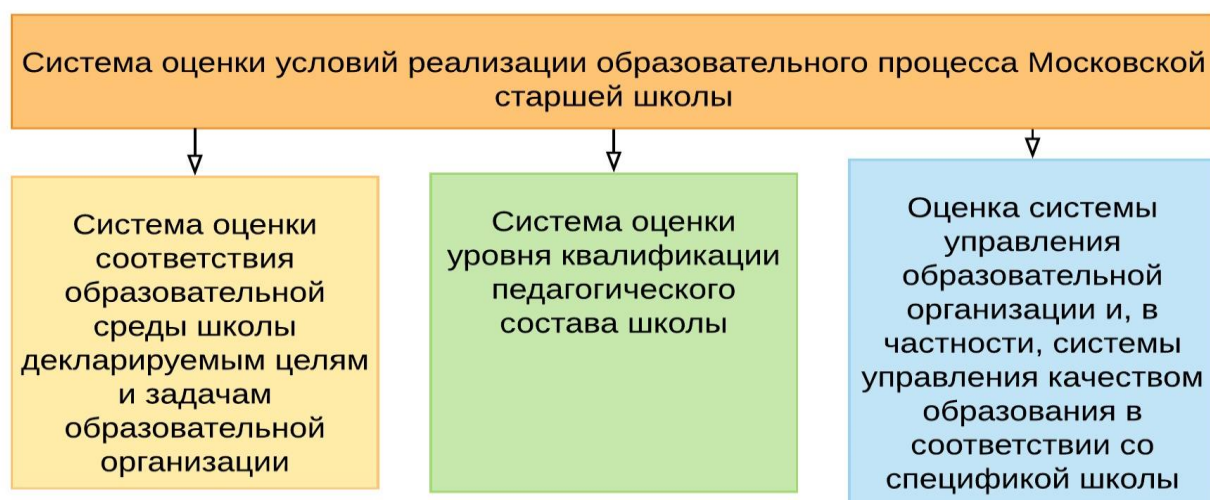 Система оценки условий реализации образовательного процесса Московской
старшей школы
Система оценки
соответствия
образовательной
среды школы
декларируемым целям
и задачам
образовательной
организации
Система оценки
уровня квалификации
педагогического
состава школы
Оценка системы
управления
образовательной
организации и, в
частности, системы
управления качеством
образования в
соответствии со
спецификой школы